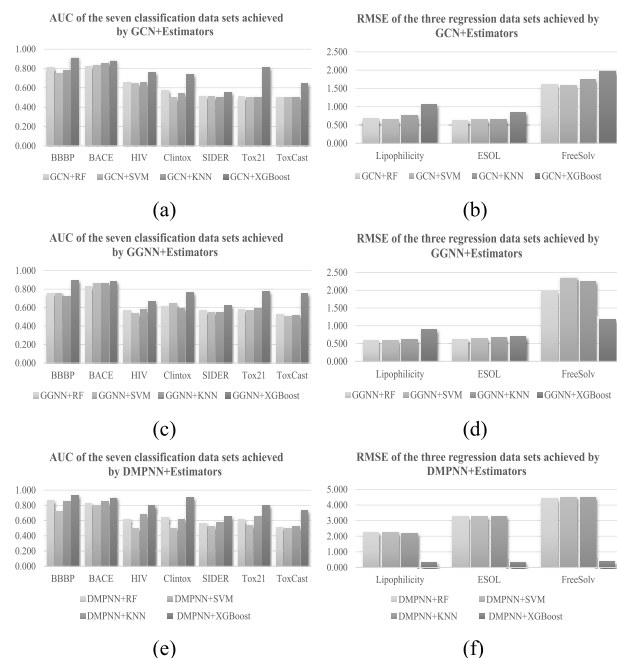 AUC of the seven classification data sets achieved
by GCN+Estimators
1.000
0.800
0.600
0.400
0.200
0.000
BBBP BACE HIV Clintox SIDER Tox21 ToxCast
GCN+RF GCN+SVM GCN+KNN GCN+XGBoost
(a)
RMSE of the three regression data sets achieved by
GCN+Estimators
2.500
2.000
1.500
1.000
0.500
0.000
Lipophilicity ESOL FreeSolv
GCN+RF GCN+SVM GCN+KNN GCN+XGBoost
(b)
AUC of the seven classification data sets achieved
by GGNN+Estimators
1.000
0.800
0.600
0.400
0.200
0.000
BBBP BACE HIV Clintox SIDER Tox21 ToxCast
GGNN+RF GGNN+SVM GGNN+KNN GGNN+XGBoost
(c)
RMSE of the three regression data sets achieved by
GGNN+Estimators
2.500
2.000
1.500
1.000
0.500
0.000
Lipophilicity ESOL FreeSolv
GGNN+RF GGNN+SVM GGNN+KNN GGNN+XGBoost
(d)
AUC of the seven classification data sets achieved
by DMPNN+Estimators
1.000
0.800
0.600
0.400
0.200
0.000
BBBP BACE HIV Clintox SIDER Tox21 ToxCast
DMPNN+RF DMPNN+SVM
DMPNN+KNN DMPNN+XGBoost
(e)
RMSE of the three regression data sets achieved by
DMPNN+Estimators
5.000
4.000
3.000
2.000
1.000
0.000
Lipophilicity ESOL FreeSolv
DMPNN+RF DMPNN+SVM
DMPNN+KNN DMPNN+XGBoost
(f)